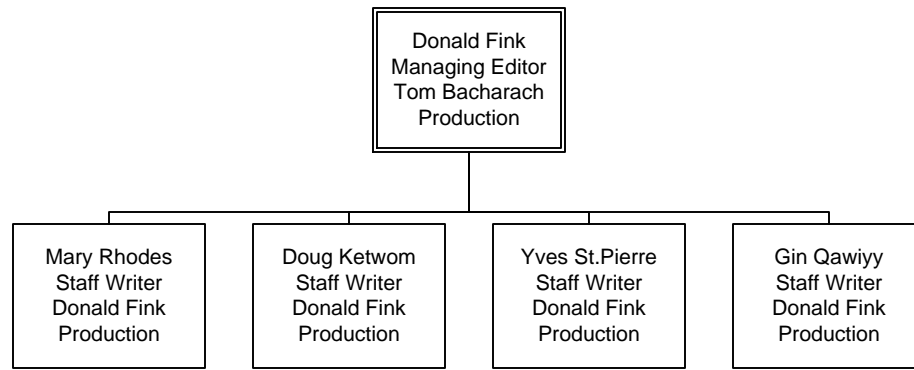 Donald Fink
Managing Editor
Tom Bacharach
Production
Mary Rhodes
Staff Writer
Donald Fink
Production
Doug Ketwom
Staff Writer
Donald Fink
Production
Yves St.Pierre
Staff Writer
Donald Fink
Production
Gin Qawiyy
Staff Writer
Donald Fink
Production